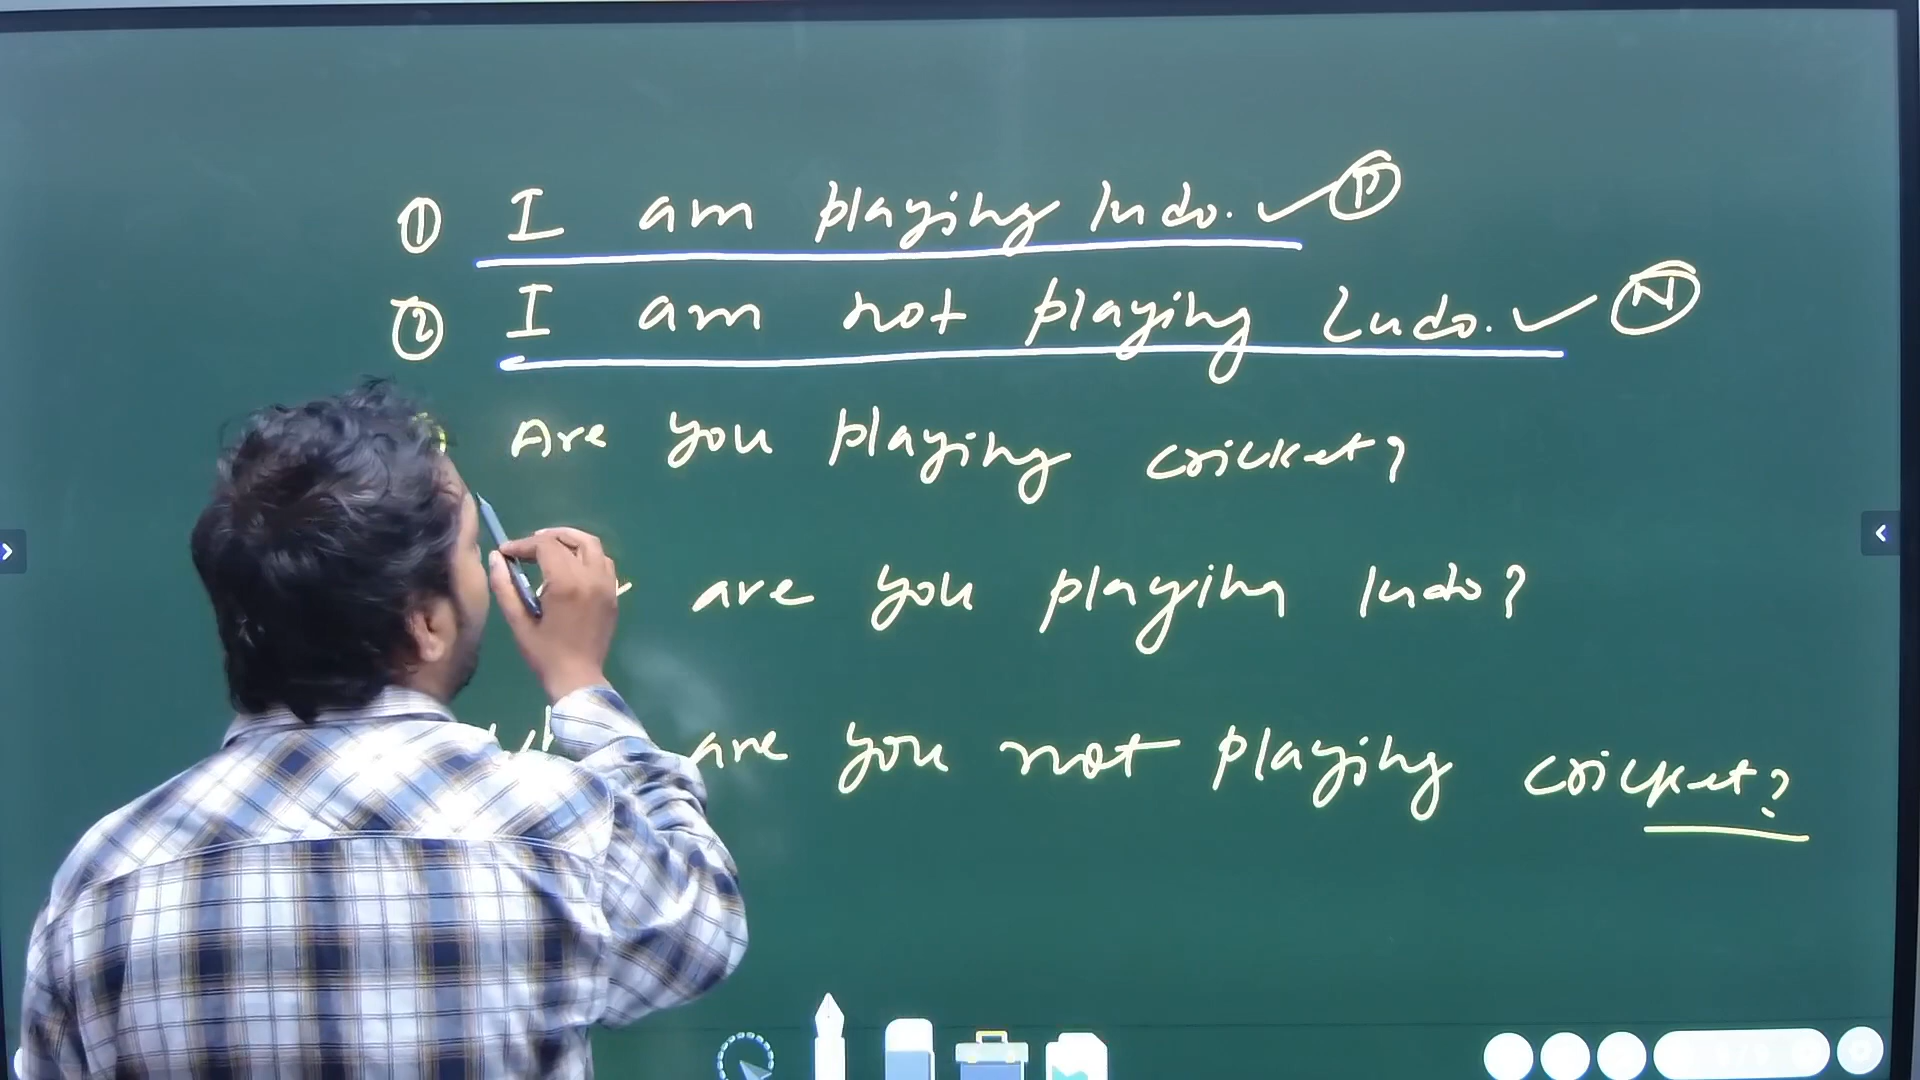 ① I am playing ludo. ✓ Ⓟ
② I am not playing Ludo. ✓ Ⓝ
Are you playing cricket?
are you playing ludo?
are you not playing cricket?